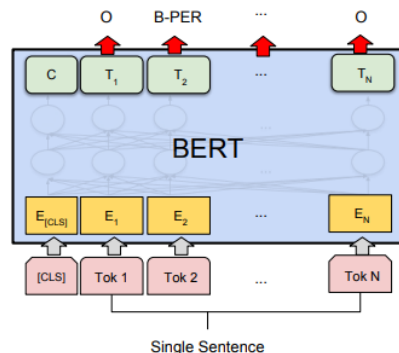 O B-PER ... O
C T1 T2 ... TN
...
BERT
...
E[CLS] E1 E2 ... EN
[CLS] Tok 1 Tok 2 ... Tok N
Single Sentence